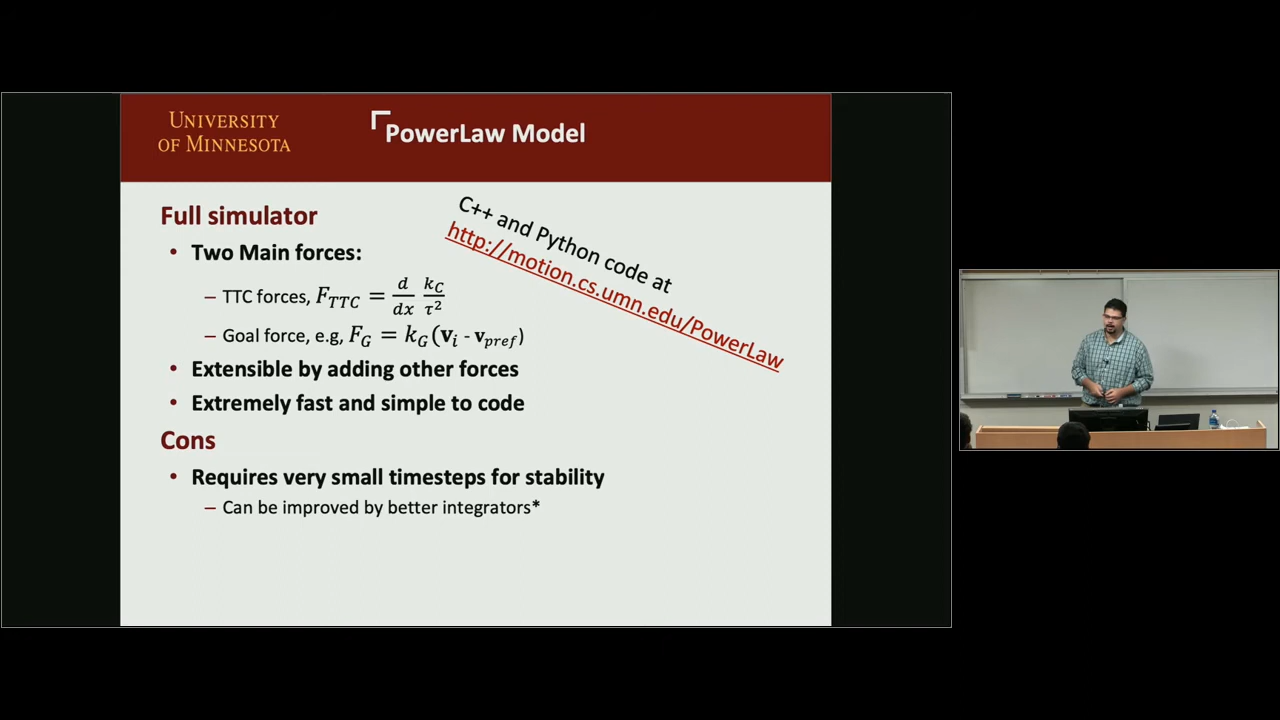 UNIVERSITY
OF MINNESOTA
PowerLaw Model
Full simulator
• Two Main forces:
– TTC forces, F_TTC = d/dx k_C/τ²
– Goal force, e.g, F_G = k_G(v_i - v_pref)
• Extensible by adding other forces
• Extremely fast and simple to code
Cons
• Requires very small timesteps for stability
– Can be improved by better integrators*
C++ and Python code at
http://motion.cs.umn.edu/PowerLaw